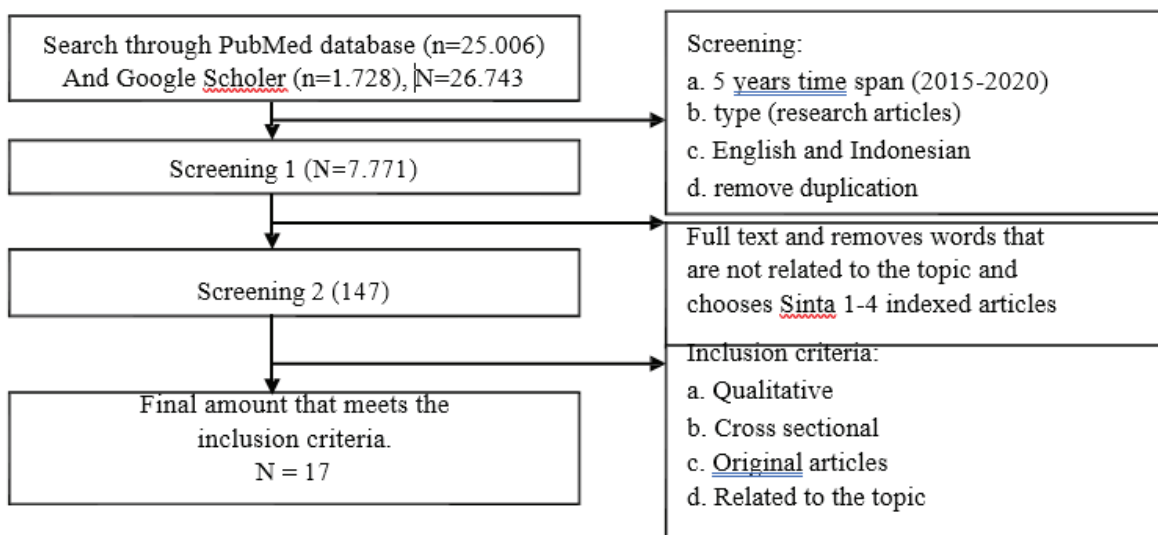 Search through PubMed database (n=25.006)
And Google Scholer (n=1.728), N=26.743
Screening:
a. 5 years time span (2015-2020)
b. type (research articles)
c. English and Indonesian
d. remove duplication
Screening 1 (N=7.771)
Full text and removes words that
are not related to the topic and
chooses Sinta 1-4 indexed articles
Screening 2 (147)
Inclusion criteria:
a. Qualitative
b. Cross sectional
c. Original articles
d. Related to the topic
Final amount that meets the
inclusion criteria.
N = 17